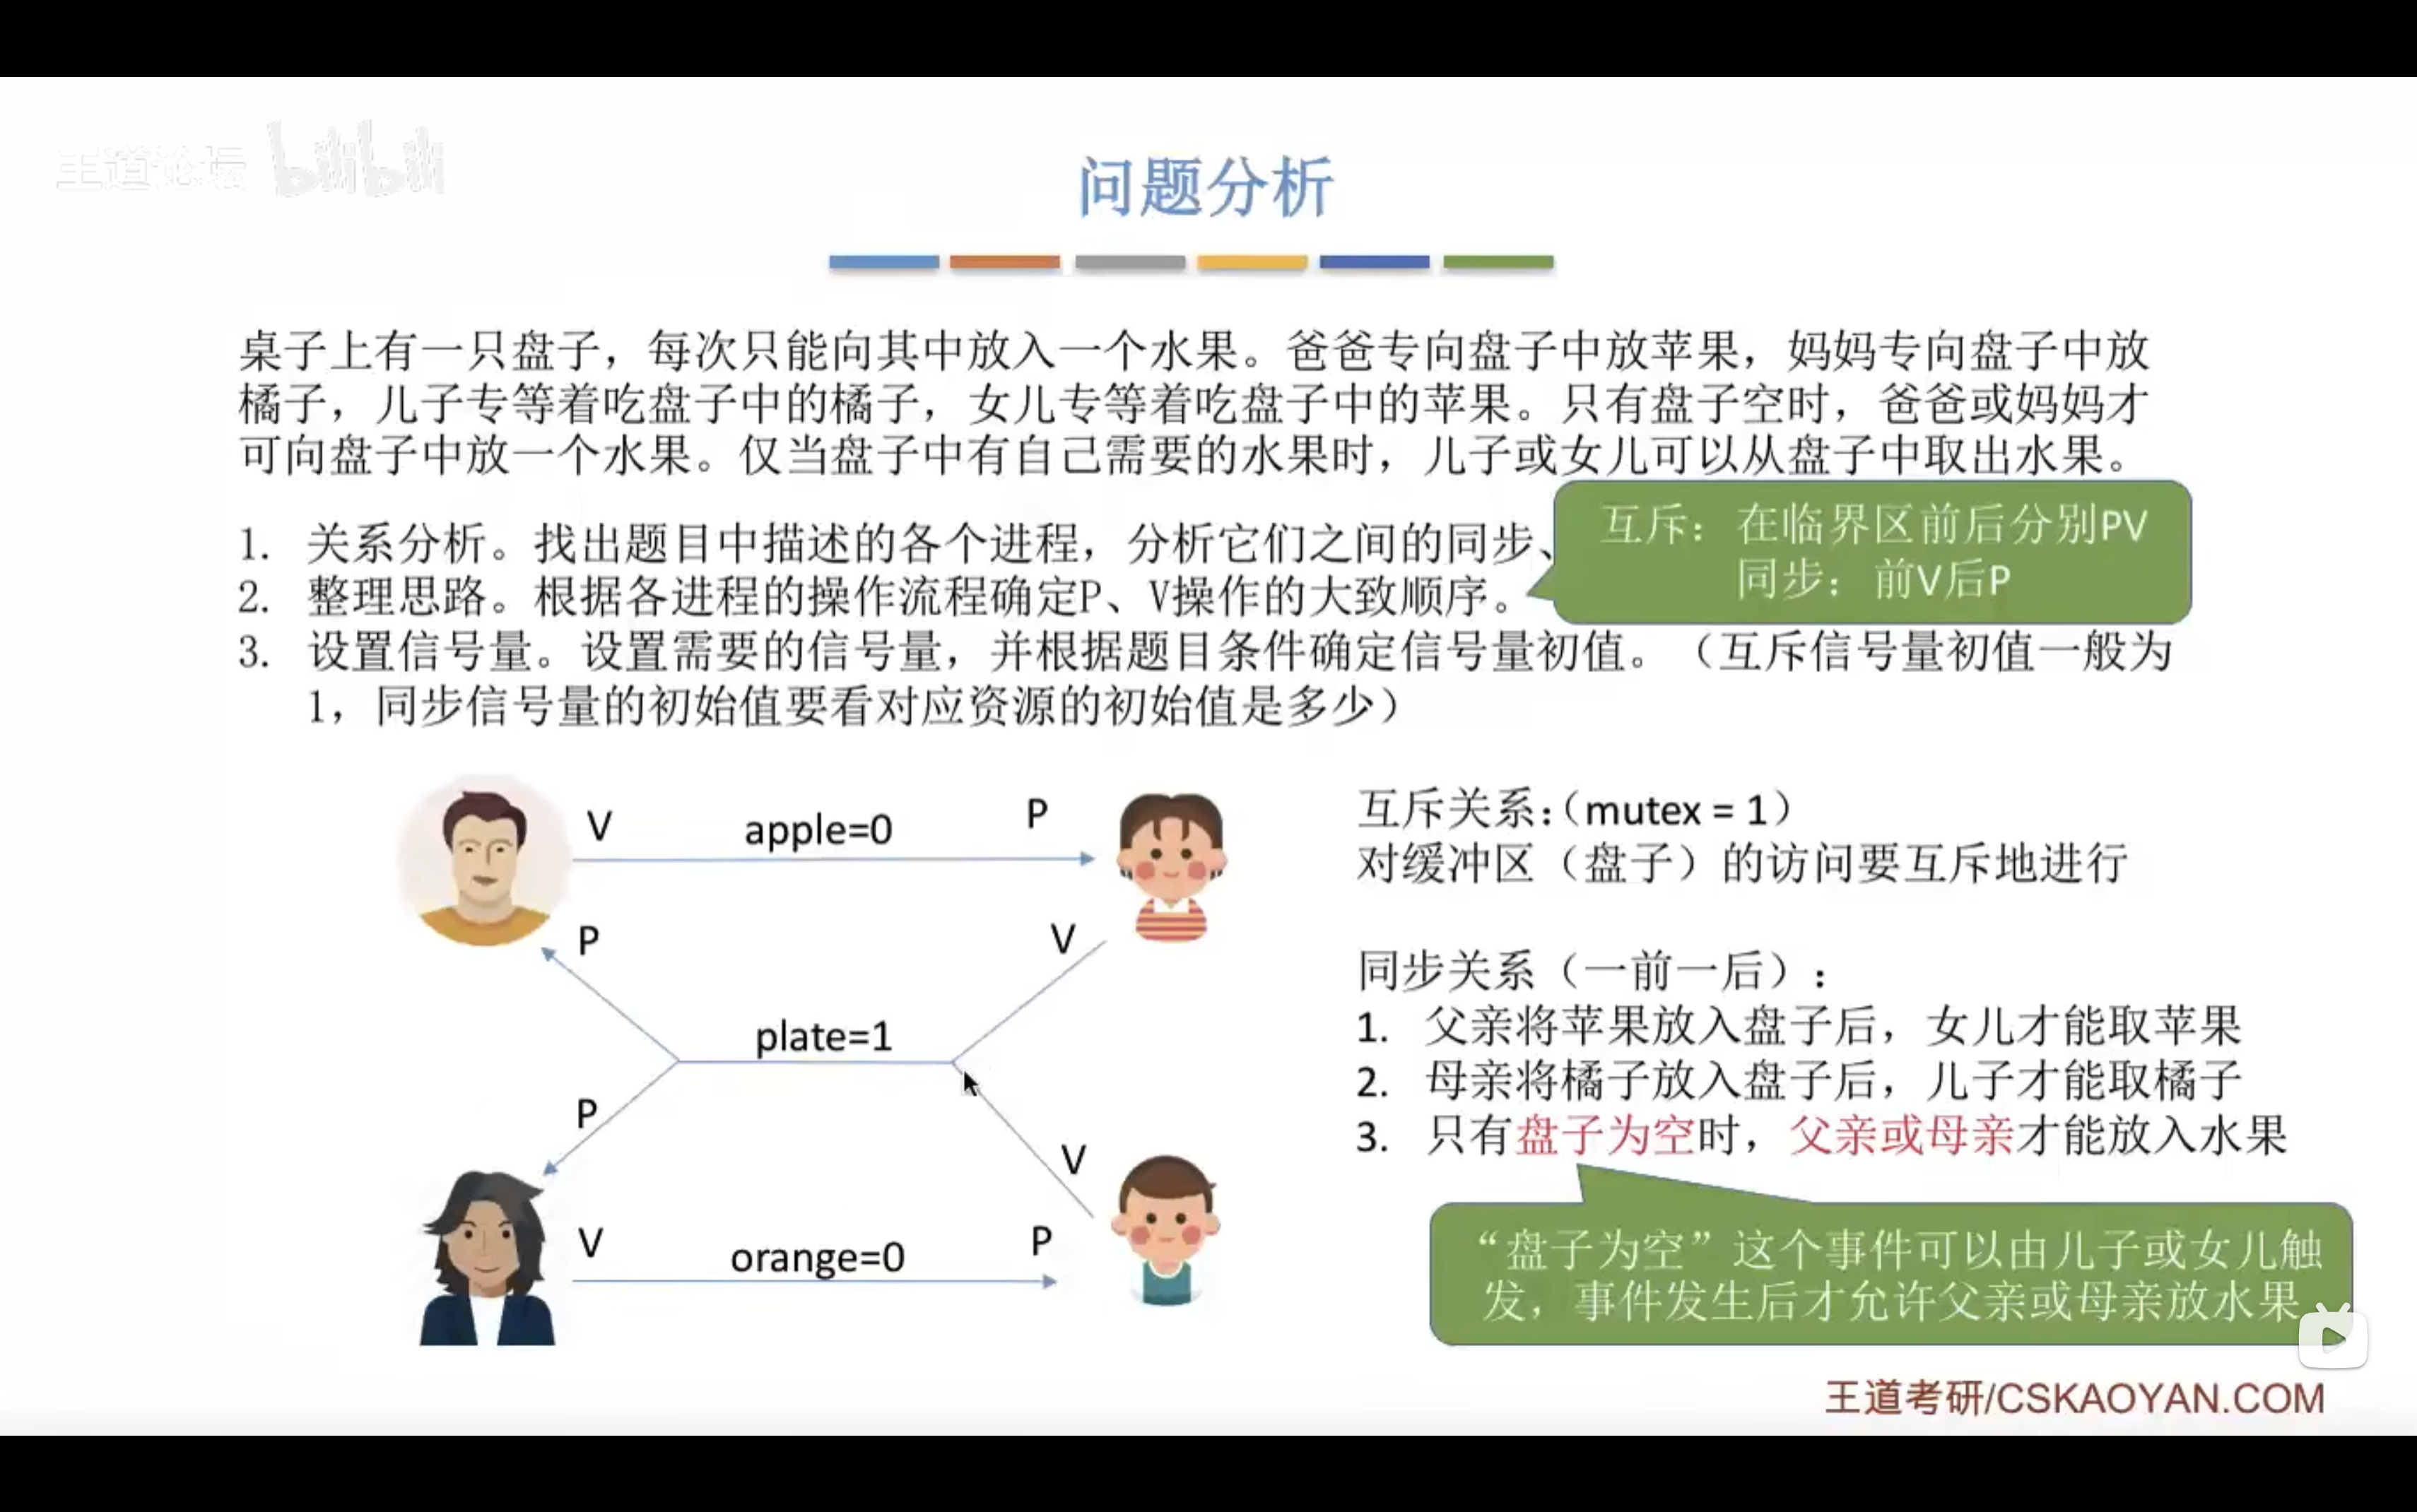 王道论坛 bilibili
问题分析
桌子上有一只盘子，每次只能向其中放入一个水果。爸爸专向盘子中放苹果，妈妈专向盘子中放
橘子，儿子专等着吃盘子中的橘子，女儿专等着吃盘子中的苹果。只有盘子空时，爸爸或妈妈才
可向盘子中放一个水果。仅当盘子中有自己需要的水果时，儿子或女儿可以从盘子中取出水果。
1. 关系分析。找出题目中描述的各个进程，分析它们之间的同步、
2. 整理思路。根据各进程的操作流程确定P、V操作的大致顺序。
3. 设置信号量。设置需要的信号量，并根据题目条件确定信号量初值。（互斥信号量初值一般为
1，同步信号量的初始值要看对应资源的初始值是多少）
互斥：在临界区前后分别PV
同步：前V后P
V apple=0 P
P V
plate=1
P V
V orange=0 P
互斥关系：（mutex = 1）
对缓冲区（盘子）的访问要互斥地进行
同步关系（一前一后）：
1. 父亲将苹果放入盘子后，女儿才能取苹果
2. 母亲将橘子放入盘子后，儿子才能取橘子
3. 只有盘子为空时，父亲或母亲才能放入水果
“盘子为空”这个事件可以由儿子或女儿触
发，事件发生后才允许父亲或母亲放水果
王道考研/CSKAOYAN.COM